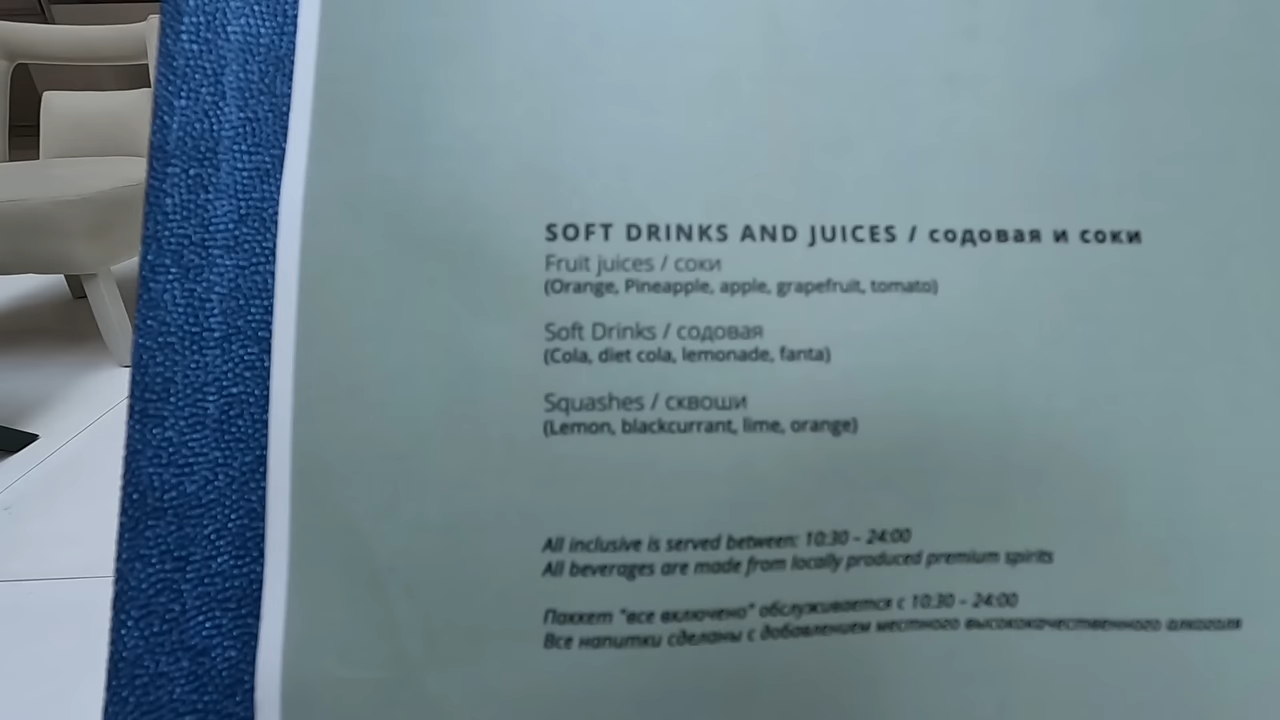 SOFT DRINKS AND JUICES / содовая и соки
Fruit juices / соки
(Orange, Pineapple, apple, grapefruit, tomato)
Soft Drinks / содовая
(Cola, diet cola, lemonade, fanta)
Squashes / сквоши
(Lemon, blackcurrant, lime, orange)
All inclusive is served between: 10:30 – 24:00
All beverages are made from locally produced premium spirits
Паккет "все включено" обслуживается с 10:30 – 24:00
Все напитки сделаны с добавлением местного высококачественного алкоголя